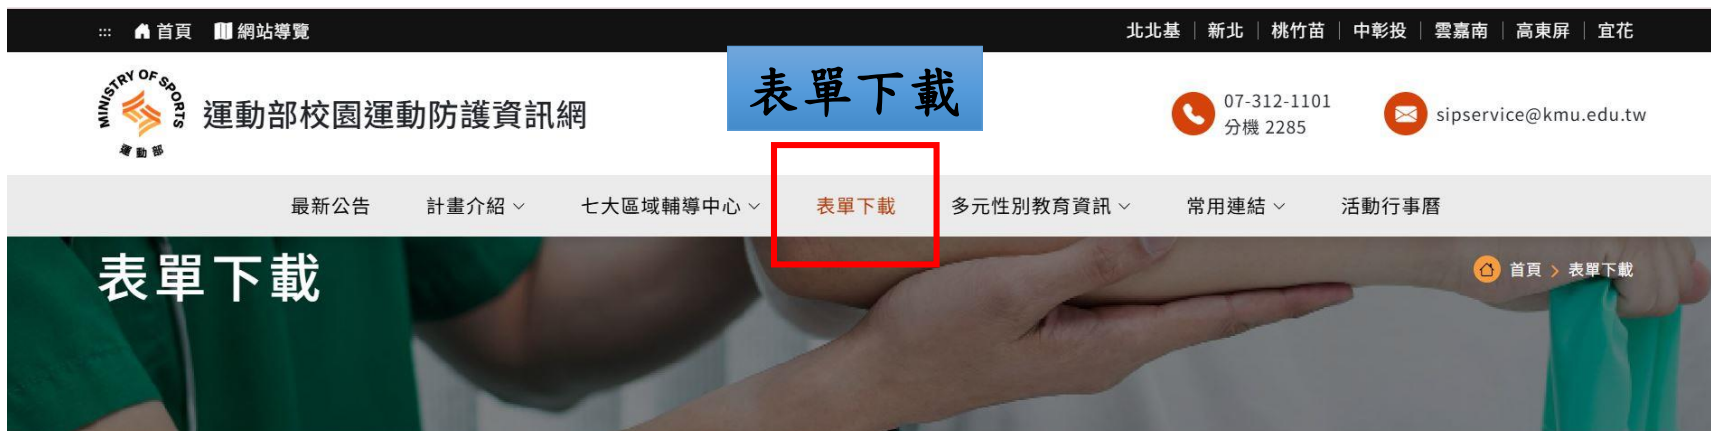 ::: 首頁 網站導覽 北北基 | 新北 | 桃竹苗 | 中彰投 | 雲嘉南 | 高東屏 | 宜花
表單下載
MINISTRY OF SPORTS
運動部
運動部校園運動防護資訊網
07-312-1101
分機 2285
sipservice@kmu.edu.tw
最新公告 計畫介紹 七大區域輔導中心 表單下載 多元性別教育資訊 常用連結 活動行事曆
表單下載
首頁 > 表單下載